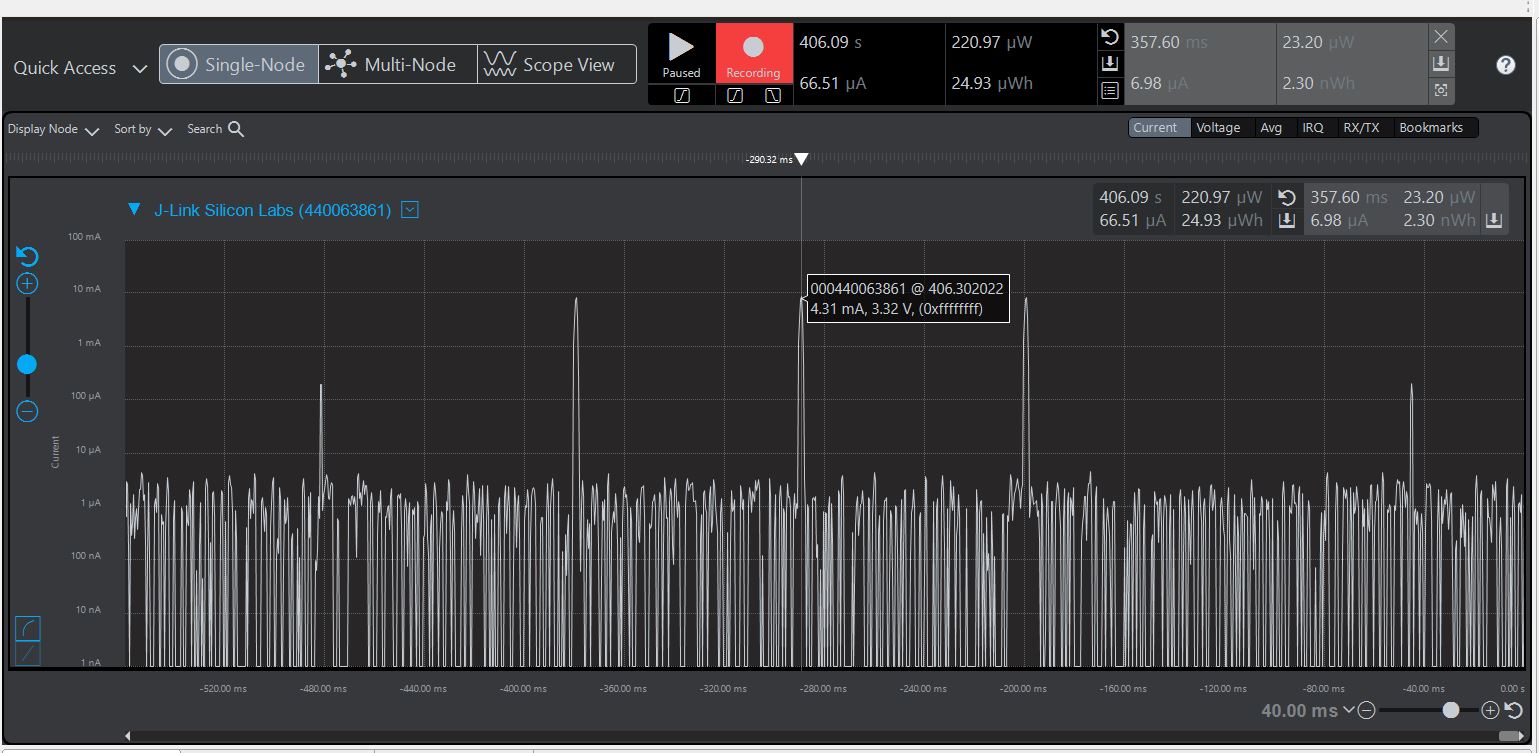 Quick Access
Single-Node
Multi-Node
Scope View
Paused
Recording
406.09 s
66.51 µA
220.97 µW
24.93 µWh
357.60 ms
6.98 µA
23.20 µW
2.30 nWh
?
Display Node
Sort by
Search
Current
Voltage
Avg
IRQ
RX/TX
Bookmarks
-290.32 ms
J-Link Silicon Labs (440063861)
406.09 s 220.97 µW
66.51 µA 24.93 µWh
357.60 ms 23.20 µW
6.98 µA 2.30 nWh
100 mA
10 mA
1 mA
100 µA
10 µA
1 µA
100 nA
10 nA
1 nA
Current
000440063861 @ 406.302022
4.31 mA, 3.32 V, (0xffffffff)
-520.00 ms -480.00 ms -440.00 ms -400.00 ms -360.00 ms -320.00 ms -280.00 ms -240.00 ms -200.00 ms -160.00 ms -120.00 ms -80.00 ms -40.00 ms 0.00 s
40.00 ms